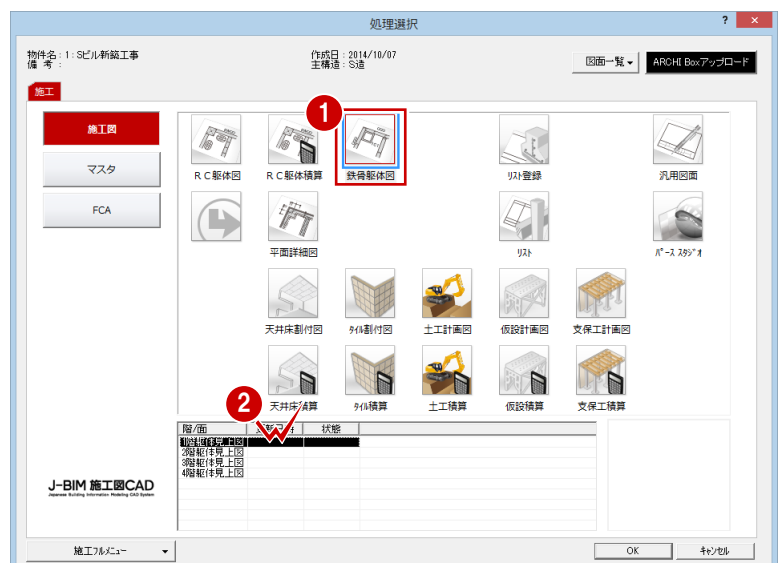 処理選択
? ×
物件名：1：Sビル新築工事
作成日：2014/10/07
備 考：
主構造：S造
図面一覧
ARCHI Boxアップロード
施工
1
施工図
マスタ
FCA
RC躯体図
RC躯体積算
鉄骨躯体図
リスト登録
汎用図面
平面詳細図
リスト
パース スタジオ
天井床割付図
タイル割付図
土工計画図
仮設計画図
支保工計画図
2
天井床積算
タイル積算
土工積算
仮設積算
支保工積算
階/面
状態
1階躯体見上図
2階躯体見上図
3階躯体見上図
4階躯体見上図
J-BIM 施工図CAD
Japanese Building Information Modeling CAD System
施工フルメニュー
OK
キャンセル